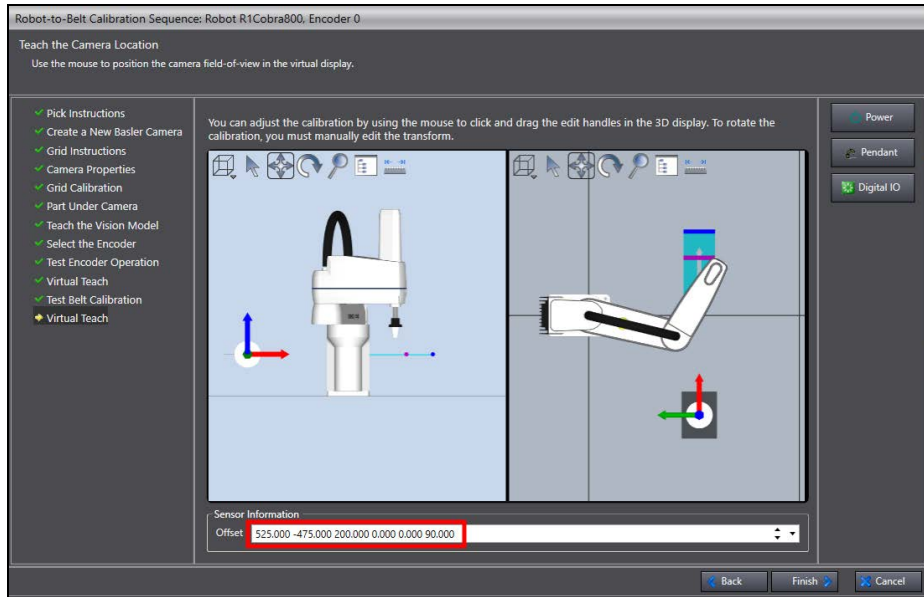 Robot-to-Belt Calibration Sequence: Robot R1Cobra800, Encoder 0
Teach the Camera Location
Use the mouse to position the camera field-of-view in the virtual display.
Pick Instructions
Create a New Basler Camera
Grid Instructions
Camera Properties
Grid Calibration
Part Under Camera
Teach the Vision Model
Select the Encoder
Test Encoder Operation
Virtual Teach
Test Belt Calibration
Virtual Teach
You can adjust the calibration by using the mouse to click and drag the edit handles in the 3D display. To rotate the
calibration, you must manually edit the transform.
Sensor Information
Offset 525.000 -475.000 200.000 0.000 0.000 90.000
Power
Pendant
Digital IO
Back
Finish
Cancel